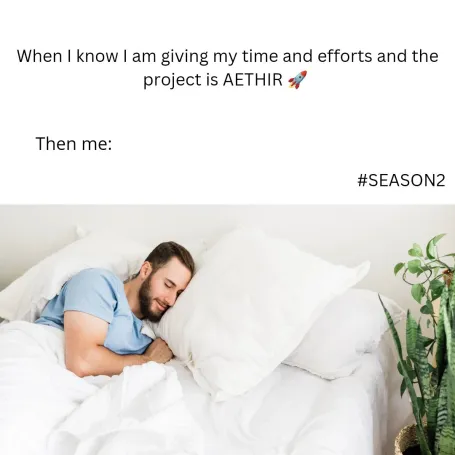 When I know I am giving my time and efforts and the
project is AETHIR 🚀
Then me:
#SEASON2